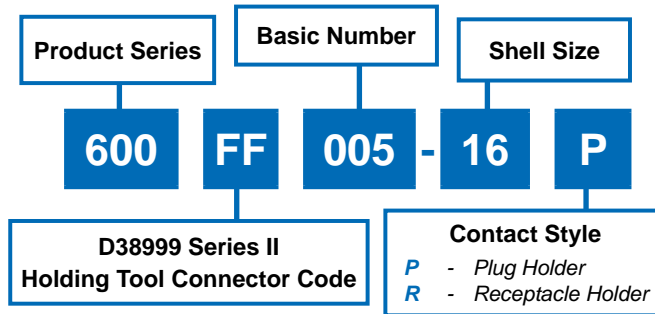 Product Series
Basic Number
Shell Size
600 FF 005 - 16 P
D38999 Series II
Holding Tool Connector Code
Contact Style
P - Plug Holder
R - Receptacle Holder